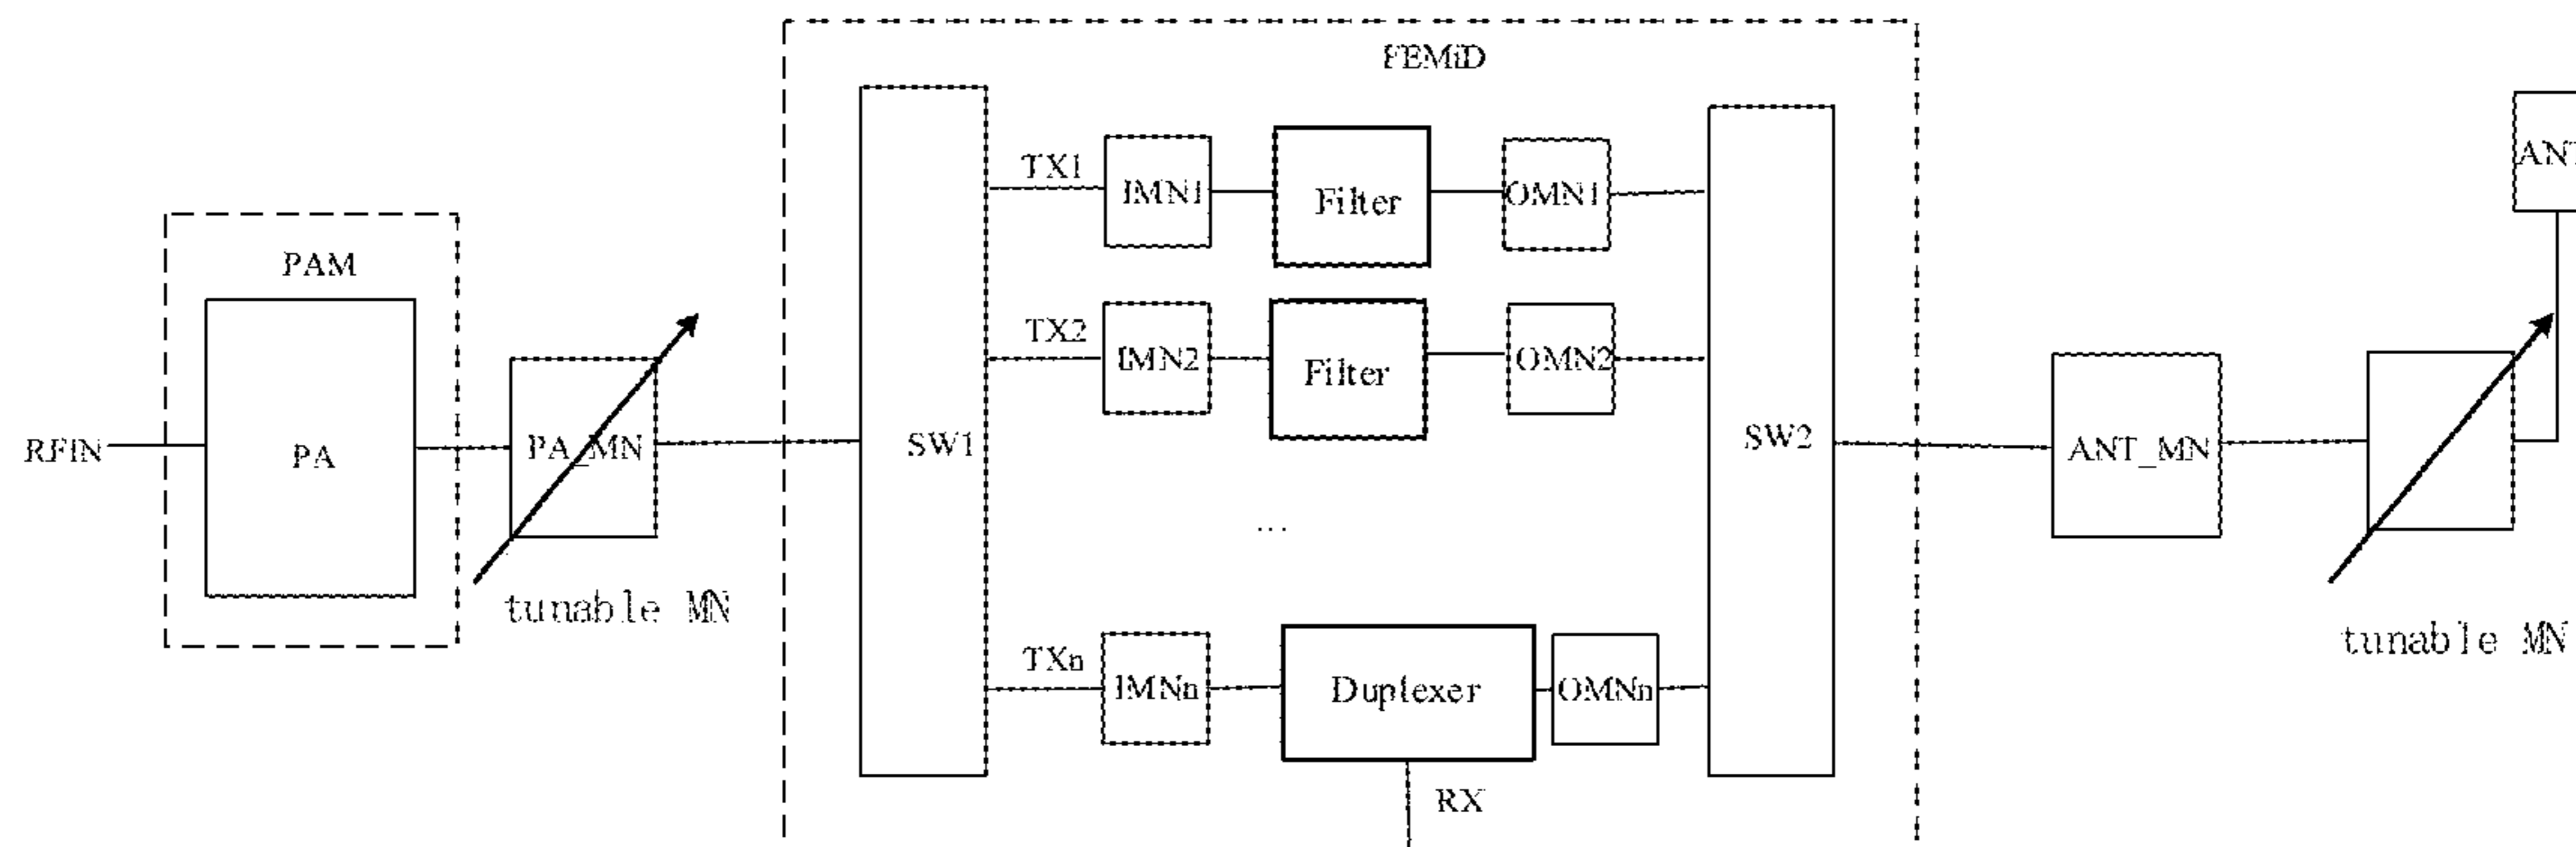 FEMiD
TX1
IMN1
Filter
OMN1
ANT
PAM
TX2
IMN2
Filter
OMN2
RFIN
PA
PA_MN
SW1
SW2
ANT_MN
...
tunable MN
tunable MN
TXn
IMNn
Duplexer
OMNn
RX